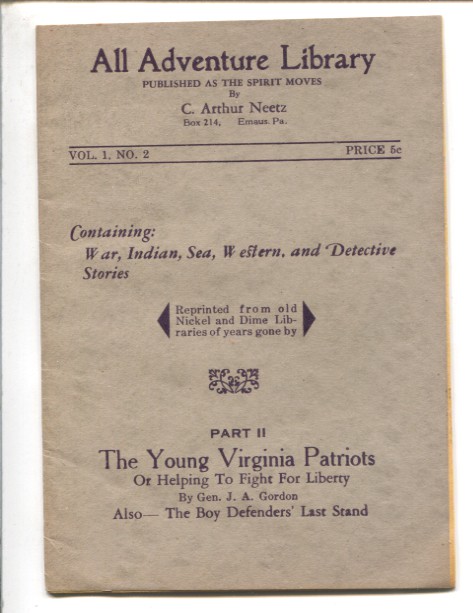 All Adventure Library
PUBLISHED AS THE SPIRIT MOVES
By
C. Arthur Neetz
Box 214, Emaus. Pa.
VOL. 1, NO. 2 PRICE 5c
Containing:
War, Indian, Sea, Western, and Detective
Stories
Reprinted from old
Nickel and Dime Lib-
raries of years gone by
PART II
The Young Virginia Patriots
Or Helping To Fight For Liberty
By Gen. J. A. Gordon
Also— The Boy Defenders' Last Stand